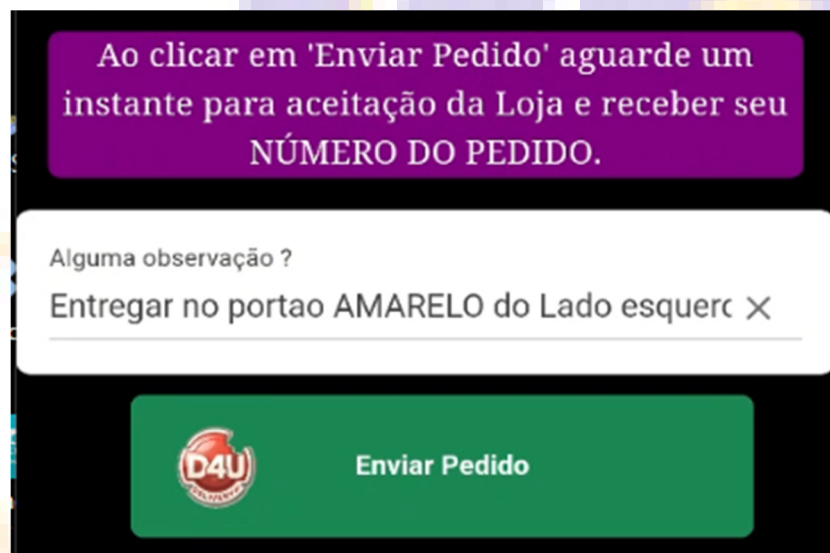 Ao clicar em 'Enviar Pedido' aguarde um
instante para aceitação da Loja e receber seu
NÚMERO DO PEDIDO.
Alguma observação ?
Entregar no portao AMARELO do Lado
D4U
Enviar Pedido